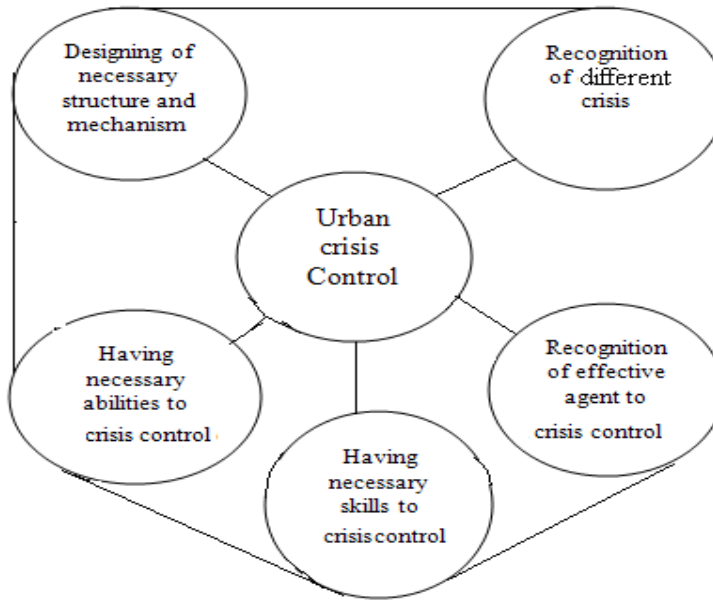 Designing of
necessary
structure and
mechanism
Recognition
of different
crisis
Urban
crisis
Control
Having
necessary
abilities to
crisis control
Having
necessary
skills to
crisis control
Recognition
of effective
agent to
crisis control